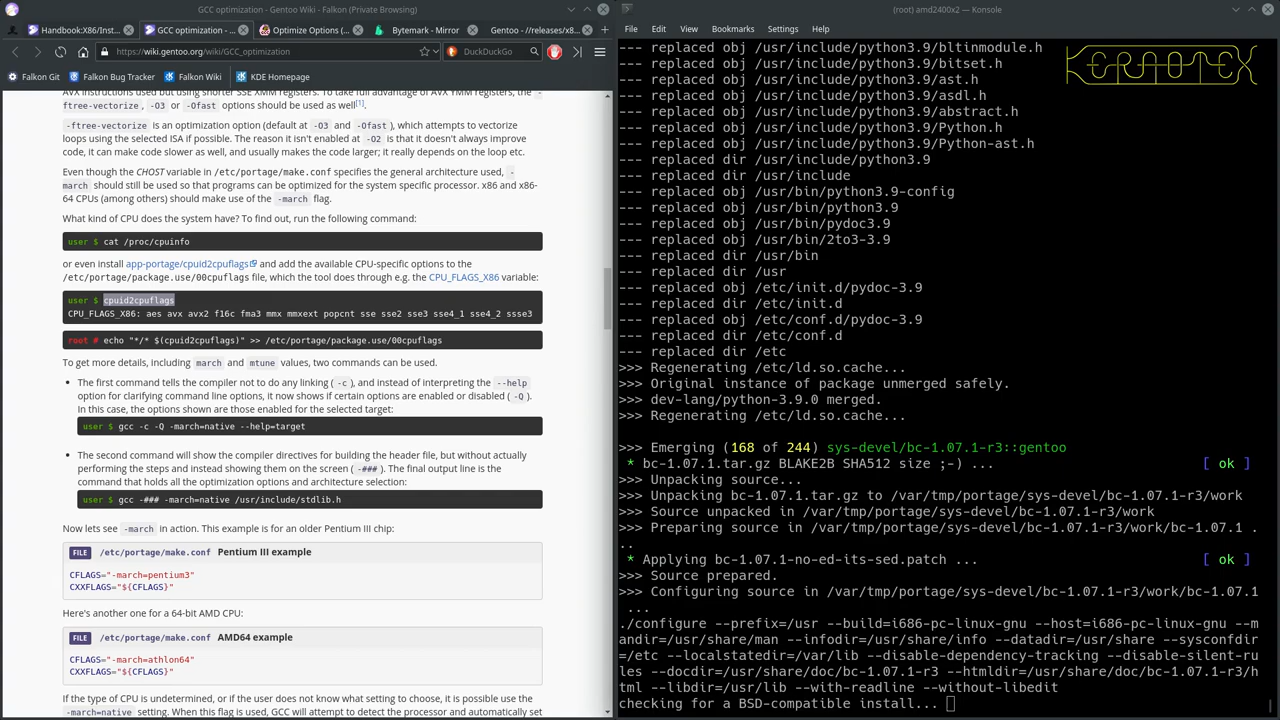 GCC optimization - Gentoo Wiki - Falkon (Private Browsing)
Handbook:X86/Inst...
GCC optimization - ...
Optimize Options (...
Bytemark - Mirror
Gentoo – //releases/x8...
https://wiki.gentoo.org/wiki/GCC_optimization
DuckDuckGo
Falkon Git
Falkon Bug Tracker
Falkon Wiki
KDE Homepage
AVX instructions used but using shorter SSE XMM registers. To take full advantage of AVX YMM registers, the -
ftree-vectorize, -O3 or -Ofast options should be used as well[1].
-ftree-vectorize is an optimization option (default at -O3 and -Ofast), which attempts to vectorize
loops using the selected ISA if possible. The reason it isn't enabled at -O2 is that it doesn't always improve
code, it can make code slower as well, and usually makes the code larger; it really depends on the loop etc.
Even though the CHOST variable in /etc/portage/make.conf specifies the general architecture used, -
march should still be used so that programs can be optimized for the system specific processor. x86 and x86-
64 CPUs (among others) should make use of the -march flag.
What kind of CPU does the system have? To find out, run the following command:
user $ cat /proc/cpuinfo
or even install app-portage/cpuid2cpuflags and add the available CPU-specific options to the
/etc/portage/package.use/00cpuflags file, which the tool does through e.g. the CPU_FLAGS_X86 variable:
user $ cpuid2cpuflags
CPU_FLAGS_X86: aes avx avx2 f16c fma3 mmx mmxext popcnt sse sse2 sse3 sse4_1 sse4_2 ssse3
root # echo "*/* $(cpuid2cpuflags)" >> /etc/portage/package.use/00cpuflags
To get more details, including march and mtune values, two commands can be used.
The first command tells the compiler not to do any linking (-c), and instead of interpreting the --help
option for clarifying command line options, it now shows if certain options are enabled or disabled (-Q).
In this case, the options shown are those enabled for the selected target:
user $ gcc -c -Q -march=native --help=target
The second command will show the compiler directives for building the header file, but without actually
performing the steps and instead showing them on the screen (-###). The final output line is the
command that holds all the optimization options and architecture selection:
user $ gcc -### -march=native /usr/include/stdlib.h
Now lets see -march in action. This example is for an older Pentium III chip:
FILE /etc/portage/make.conf Pentium III example
CFLAGS="-march=pentium3"
CXXFLAGS="${CFLAGS}"
Here's another one for a 64-bit AMD CPU:
FILE /etc/portage/make.conf AMD64 example
CFLAGS="-march=athlon64"
CXXFLAGS="${CFLAGS}"
If the type of CPU is undetermined, or if the user does not know what setting to choose, it is possible use the
-march=native setting. When this flag is used, GCC will attempt to detect the processor and automatically set
(root) amd2400x2 — Konsole
File Edit View Bookmarks Settings Help
KERAOTEX
--- replaced obj /usr/include/python3.9/bltinmodule.h
--- replaced obj /usr/include/python3.9/bitset.h
--- replaced obj /usr/include/python3.9/ast.h
--- replaced obj /usr/include/python3.9/asdl.h
--- replaced obj /usr/include/python3.9/abstract.h
--- replaced obj /usr/include/python3.9/Python.h
--- replaced obj /usr/include/python3.9/Python-ast.h
--- replaced dir /usr/include/python3.9
--- replaced dir /usr/include
--- replaced obj /usr/bin/python3.9-config
--- replaced obj /usr/bin/python3.9
--- replaced obj /usr/bin/pydoc3.9
--- replaced obj /usr/bin/2to3-3.9
--- replaced dir /usr/bin
--- replaced dir /usr
--- replaced obj /etc/init.d/pydoc-3.9
--- replaced dir /etc/init.d
--- replaced obj /etc/conf.d/pydoc-3.9
--- replaced dir /etc/conf.d
--- replaced dir /etc
>>> Regenerating /etc/ld.so.cache...
>>> Original instance of package unmerged safely.
>>> dev-lang/python-3.9.0 merged.
>>> Regenerating /etc/ld.so.cache...
>>> Emerging (168 of 244) sys-devel/bc-1.07.1-r3::gentoo
* bc-1.07.1.tar.gz BLAKE2B SHA512 size ;-) ... [ ok ]
>>> Unpacking source...
>>> Unpacking bc-1.07.1.tar.gz to /var/tmp/portage/sys-devel/bc-1.07.1-r3/work
>>> Source unpacked in /var/tmp/portage/sys-devel/bc-1.07.1-r3/work
>>> Preparing source in /var/tmp/portage/sys-devel/bc-1.07.1-r3/work/bc-1.07.1 .
..
* Applying bc-1.07.1-no-ed-its-sed.patch ... [ ok ]
>>> Source prepared.
>>> Configuring source in /var/tmp/portage/sys-devel/bc-1.07.1-r3/work/bc-1.07.1
...
./configure --prefix=/usr --build=i686-pc-linux-gnu --host=i686-pc-linux-gnu --m
andir=/usr/share/man --infodir=/usr/share/info --datadir=/usr/share --sysconfdir
=/etc --localstatedir=/var/lib --disable-dependency-tracking --disable-silent-ru
les --docdir=/usr/share/doc/bc-1.07.1-r3 --htmldir=/usr/share/doc/bc-1.07.1-r3/h
tml --libdir=/usr/lib --with-readline --without-libedit
checking for a BSD-compatible install...